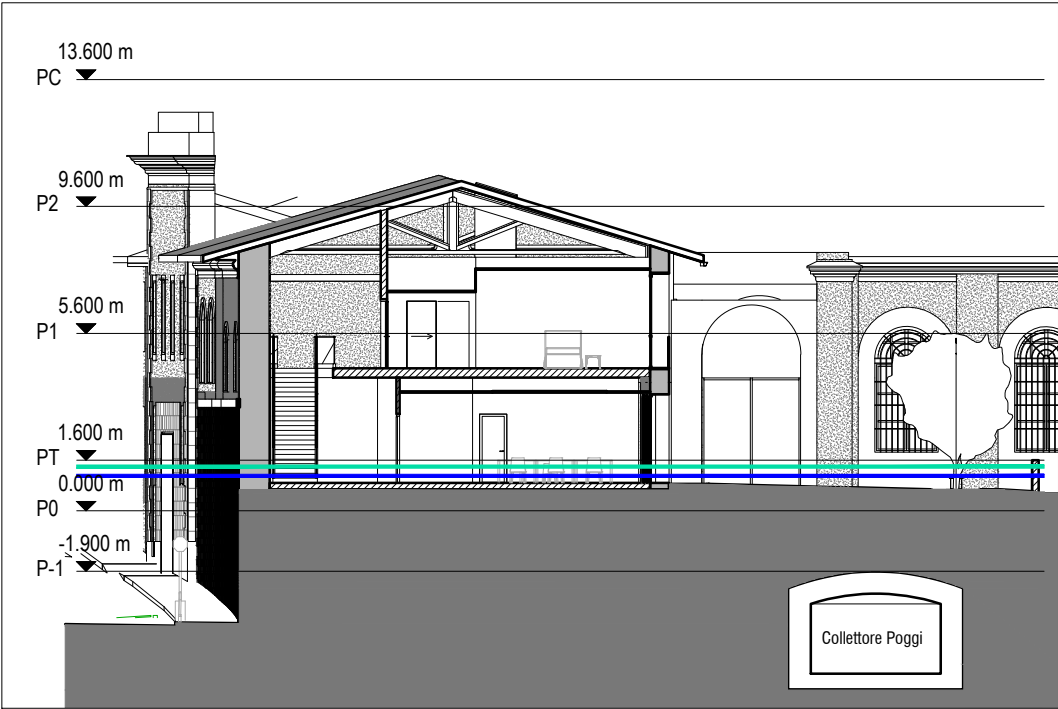 13.600 m
PC
9.600 m
P2
5.600 m
P1
1.600 m
PT
0.000 m
P0
-1.900 m
P-1
Collettore Poggi